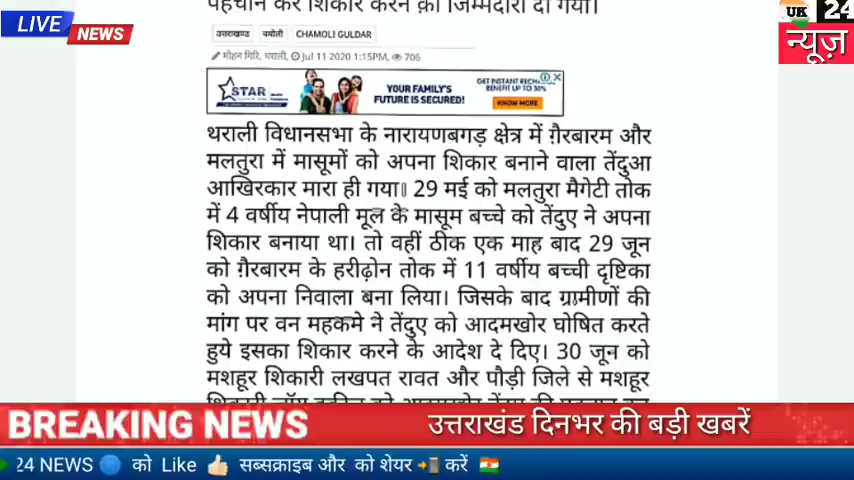 पहचान कर शिकार करने की जिम्मेदारी दी गयी।
LIVE
NEWS
UK 24
न्यूज़
उत्तराखण्ड चमोली CHAMOLI GULDAR
मोहन गिरि, थराली, Jul 11 2020 1:15PM, 706
STAR
YOUR FAMILY'S
FUTURE IS SECURED!
BENEFIT UP TO 30%
KNOW MORE
थराली विधानसभा के नारायणबगड़ क्षेत्र में ग़ैरबारम और
मलतुरा में मासूमों को अपना शिकार बनाने वाला तेंदुआ
आखिरकार मारा ही गया। 29 मई को मलतुरा मैगेटी तोक
में 4 वर्षीय नेपाली मूल के मासूम बच्चे को तेंदुए ने अपना
शिकार बनाया था। तो वहीं ठीक एक माह बाद 29 जून
को ग़ैरबारम के हरीढ़ोन तोक में 11 वर्षीय बच्ची दृष्टिका
को अपना निवाला बना लिया। जिसके बाद ग्रामीणों की
मांग पर वन महकमे ने तेंदुए को आदमखोर घोषित करते
हुये इसका शिकार करने के आदेश दे दिए। 30 जून को
मशहूर शिकारी लखपत रावत और पौड़ी जिले से मशहूर
BREAKING NEWS उत्तराखंड दिनभर की बड़ी खबरें
24 NEWS 🔵 को Like 👍🏻 सब्सक्राइब और को शेयर 📲 करें 🇮🇳